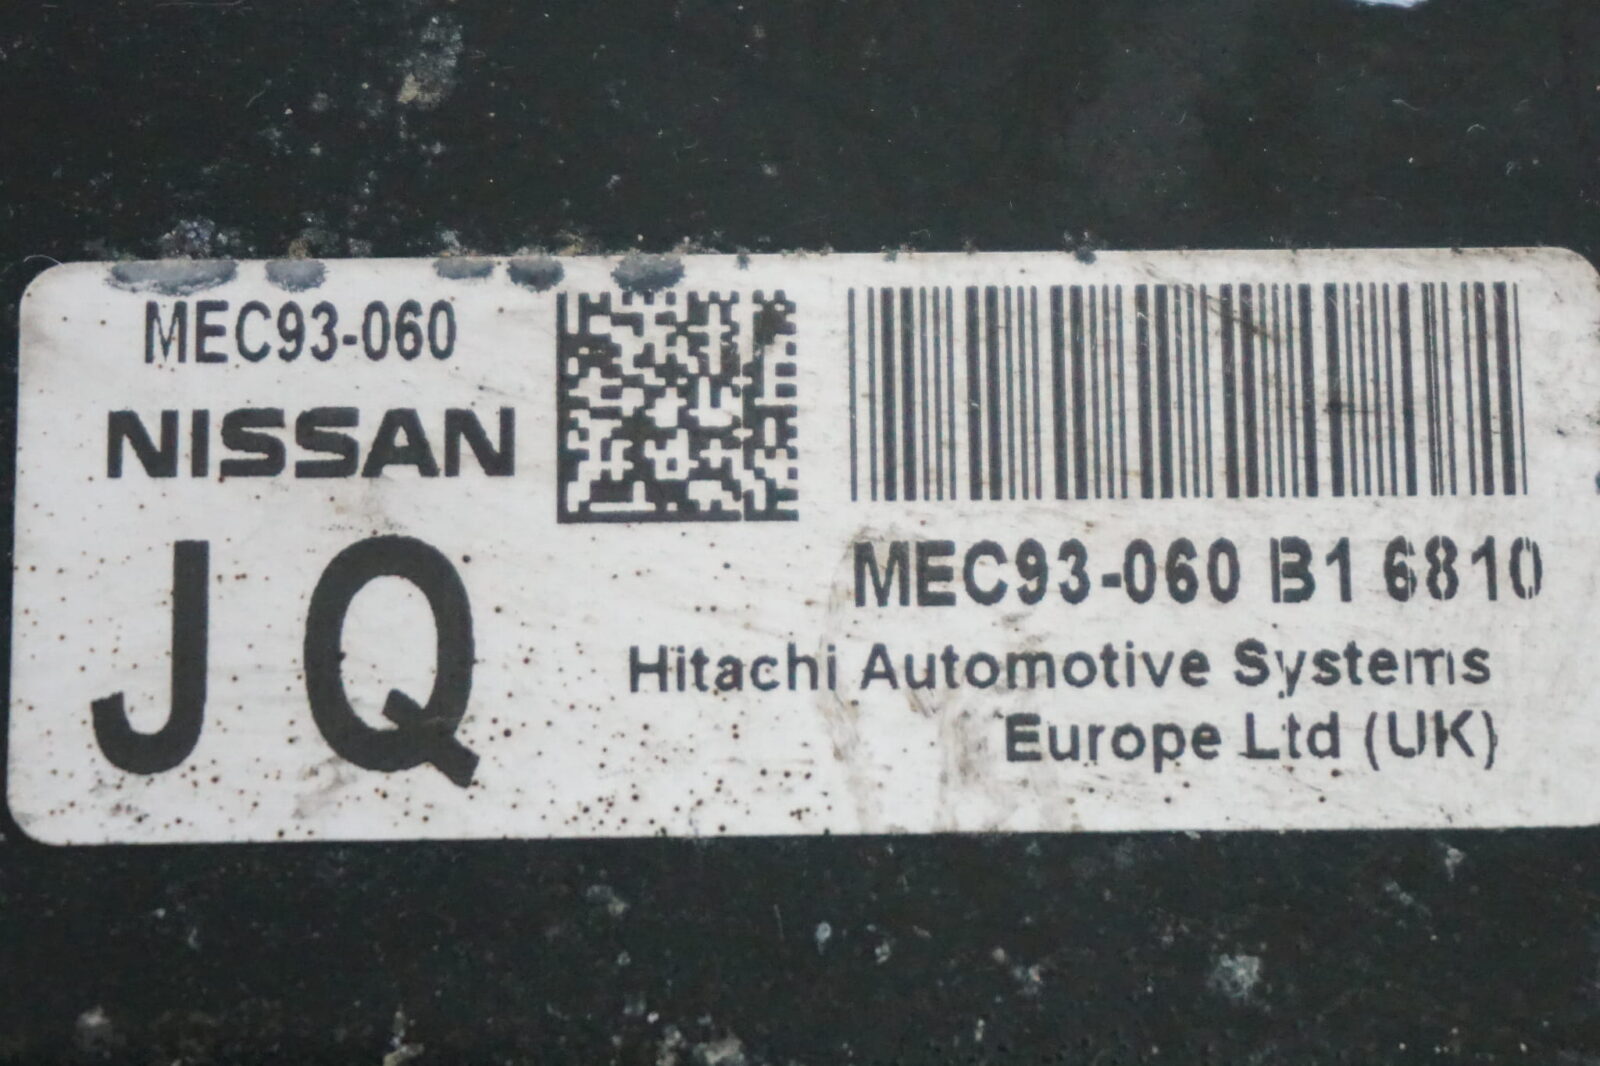 MEC93-060
NISSAN
JQ
MEC93-060 B1 6810
Hitachi Automotive Systems
Europe Ltd (UK)